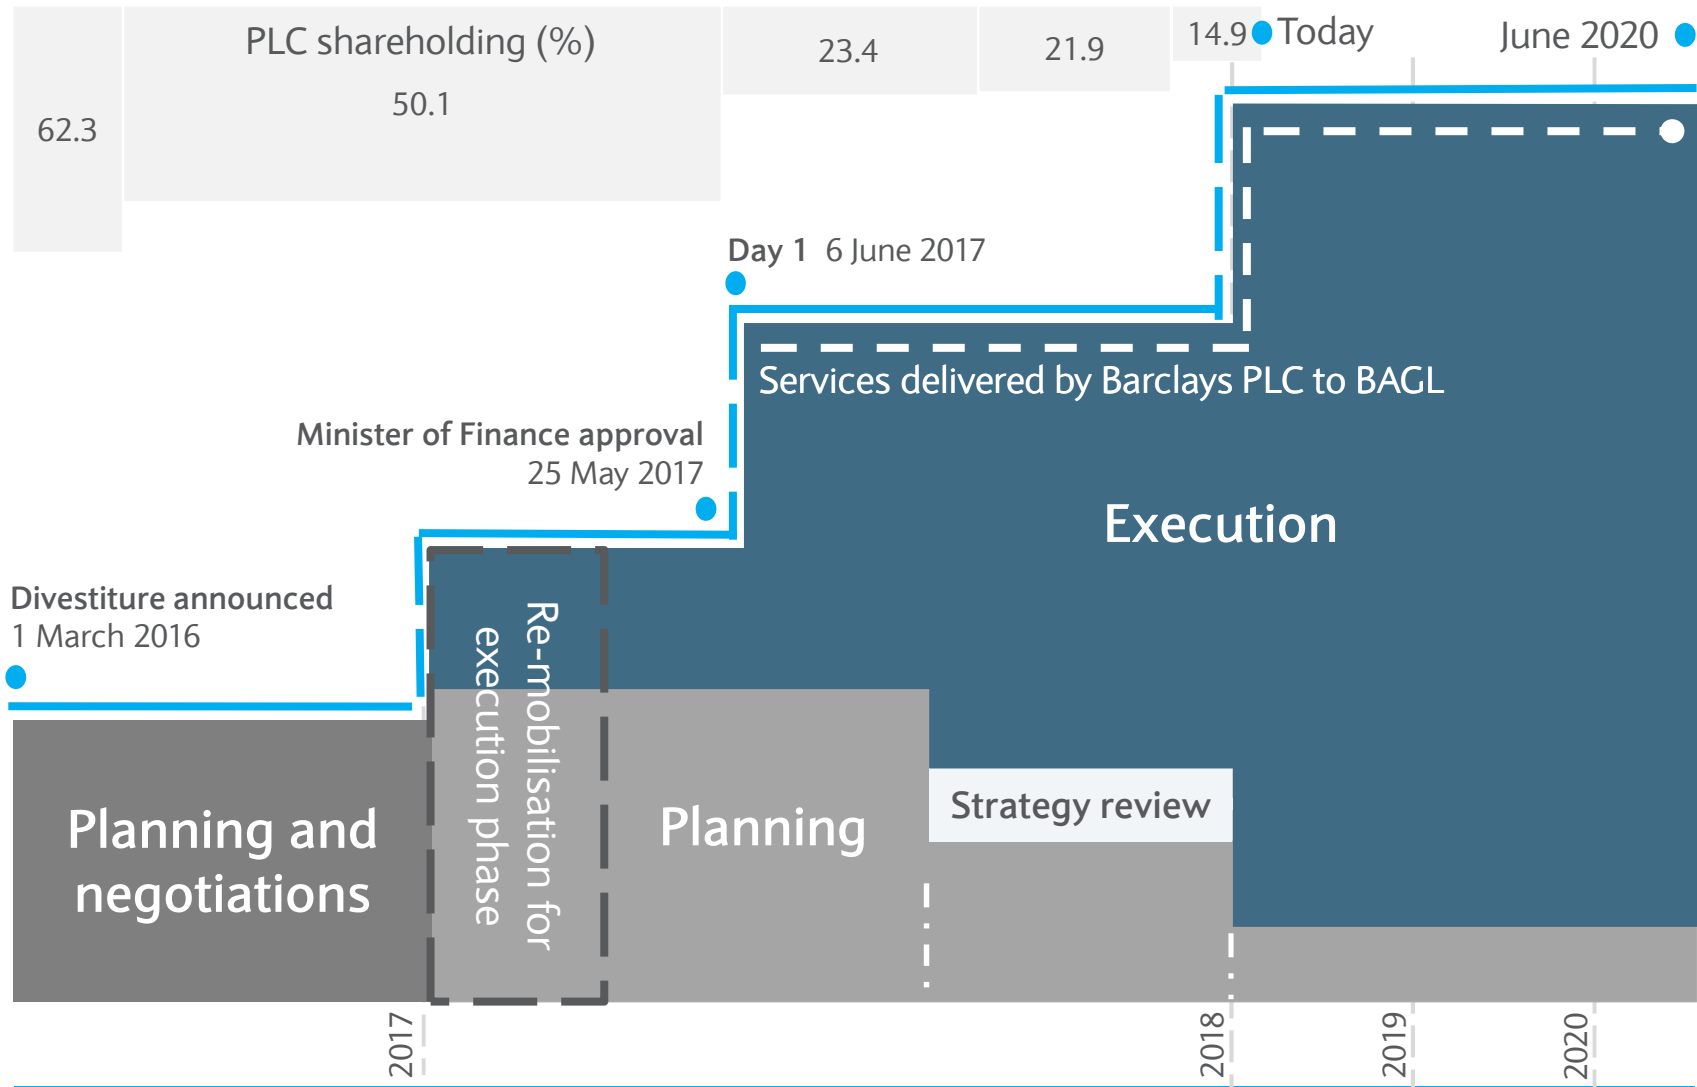 PLC shareholding (%)
62.3
50.1
23.4
21.9
14.9
Today
June 2020
Day 1 6 June 2017
Services delivered by Barclays PLC to BAGL
Minister of Finance approval
25 May 2017
Execution
Divestiture announced
1 March 2016
Re-mobilisation for
execution phase
Planning and
negotiations
Planning
Strategy review
2017
2018
2019
2020